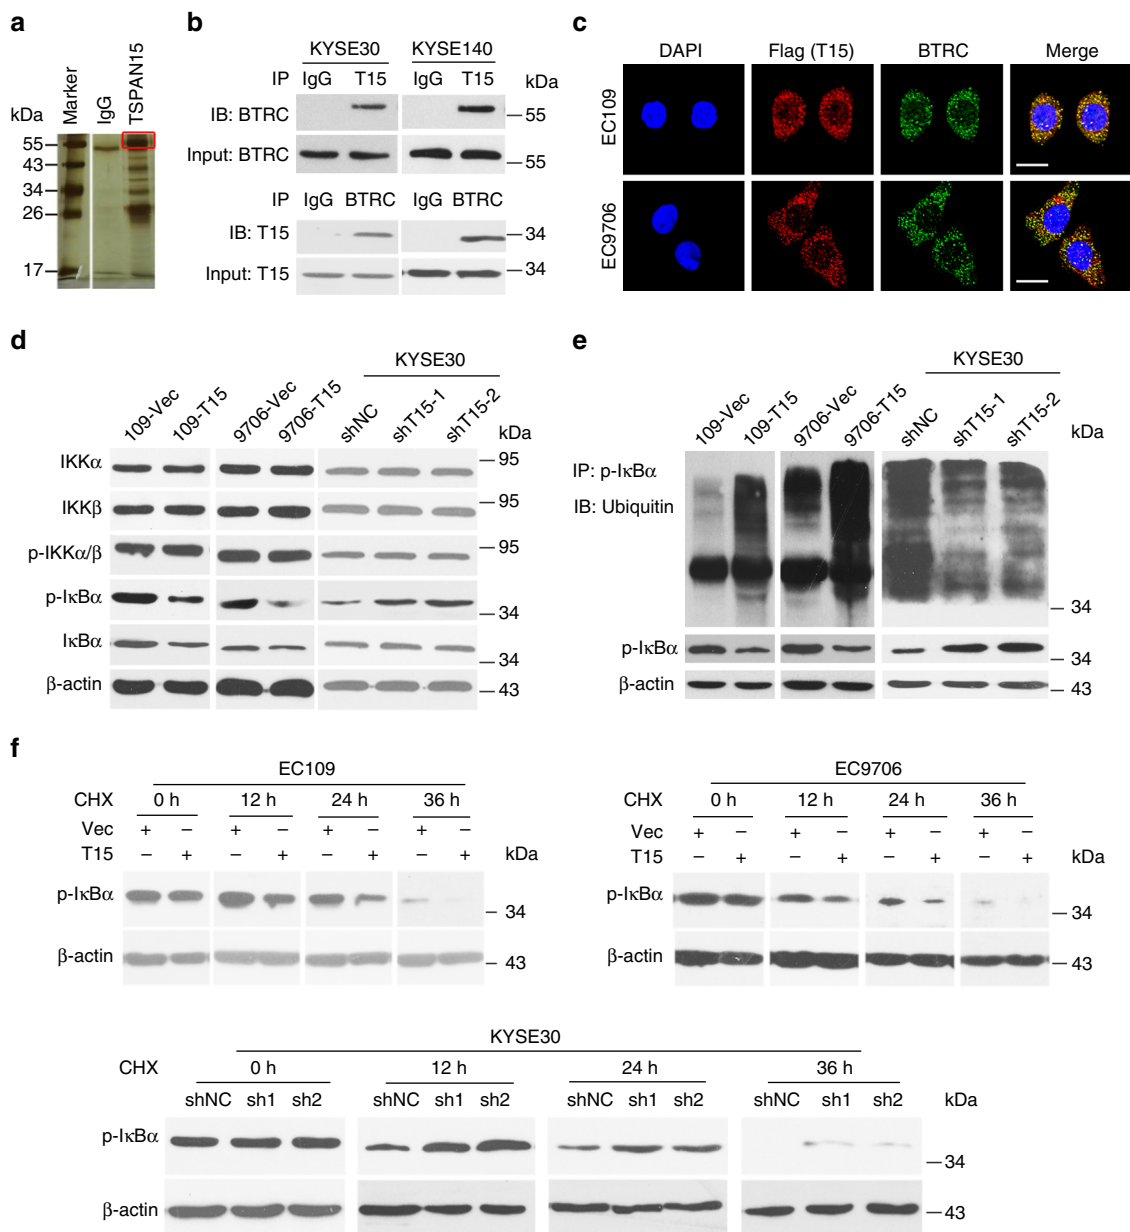 a
kDa
Marker
IgG
TSPAN15
55
43
34
26
17
b
KYSE30 KYSE140
IP IgG T15 IgG T15 kDa
IB: BTRC
55
Input: BTRC
55
IP IgG BTRC IgG BTRC
IB: T15
34
Input: T15
34
c
DAPI Flag (T15) BTRC Merge
EC109
EC9706
d
KYSE30
109-Vec 109-T15 9706-Vec 9706-T15 shNC shT15-1 shT15-2
kDa
IKKα
95
IKKβ
95
p-IKKα/β
95
p-IκBα
34
IκBα
34
β-actin
43
e
KYSE30
109-Vec 109-T15 9706-Vec 9706-T15 shNC shT15-1 shT15-2
kDa
IP: p-IκBα
IB: Ubiquitin
34
p-IκBα
34
β-actin
43
f
EC109
CHX 0 h 12 h 24 h 36 h
Vec + − + − + − + −
T15 − + − + − + − + kDa
p-IκBα
34
β-actin
43
EC9706
CHX 0 h 12 h 24 h 36 h
Vec + − + − + − + −
T15 − + − + − + − + kDa
p-IκBα
34
β-actin
43
KYSE30
CHX 0 h 12 h 24 h 36 h
shNC sh1 sh2 shNC sh1 sh2 shNC sh1 sh2 shNC sh1 sh2 kDa
p-IκBα
34
β-actin
43